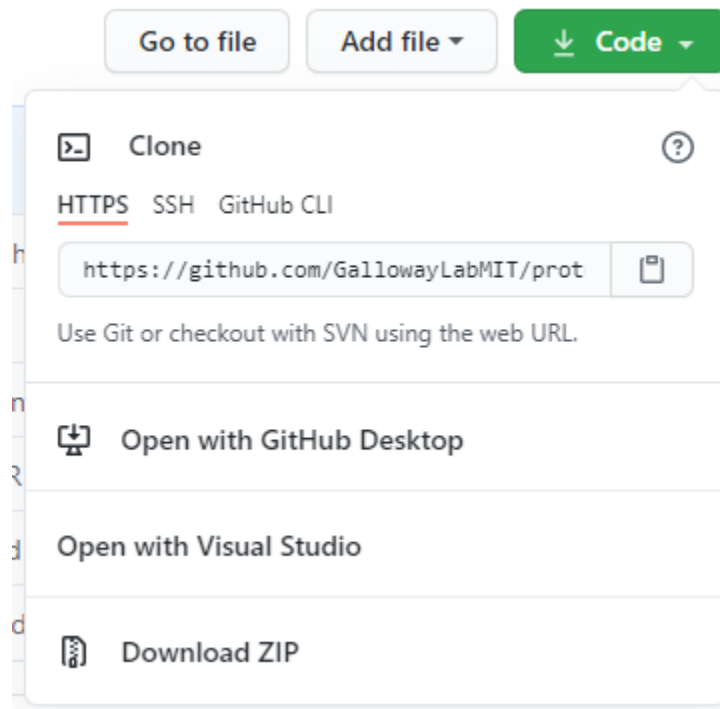 Go to file Add file Code
Clone
HTTPS SSH GitHub CLI
https://github.com/GallowayLabMIT/prot
Use Git or checkout with SVN using the web URL.
Open with GitHub Desktop
Open with Visual Studio
Download ZIP